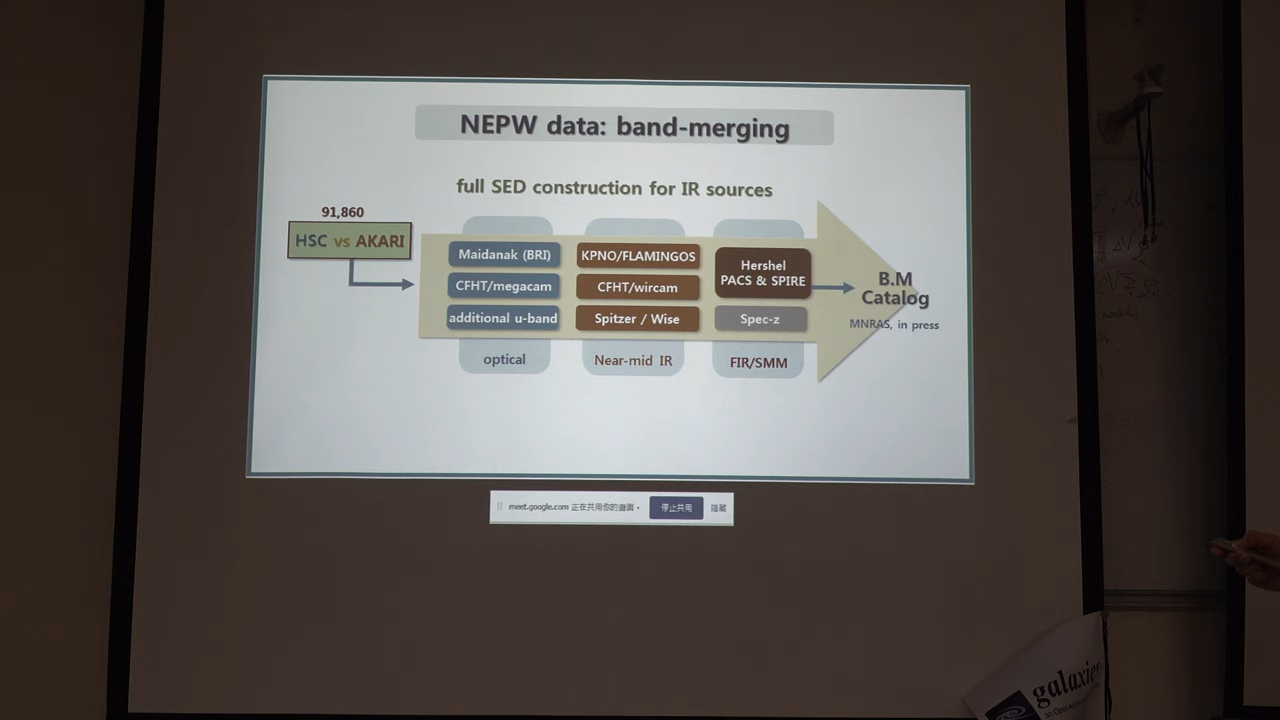 NEPW data: band-merging
full SED construction for IR sources
91,860
HSC vs AKARI
Maidanak (BRI)
CFHT/megacam
additional u-band
optical
KPNO/FLAMINGOS
CFHT/wircam
Spitzer / Wise
Near-mid IR
Hershel
PACS & SPIRE
Spec-z
FIR/SMM
B.M
Catalog
MNRAS, in press
meet.google.com 正在共用你的畫面。
停止共用
隱藏
galaxies
an Open Access